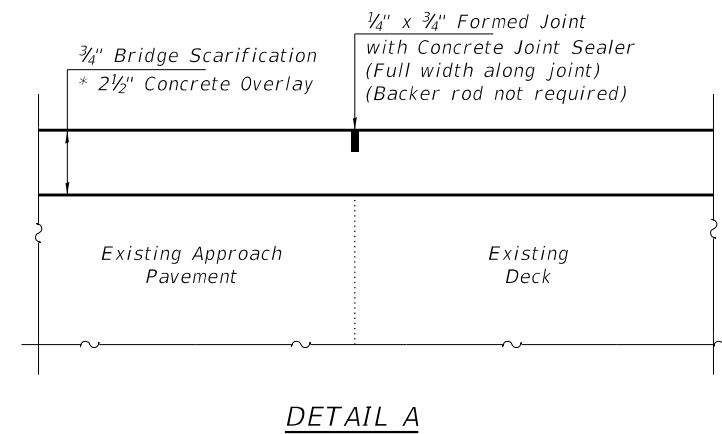 ¾" Bridge Scarification
* 2½" Concrete Overlay
¼" x ¾" Formed Joint
with Concrete Joint Sealer
(Full width along joint)
(Backer rod not required)
Existing Approach
Pavement
Existing
Deck
DETAIL A